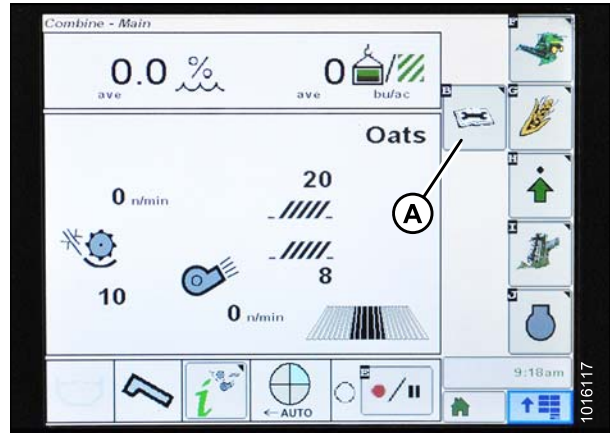 Combine - Main
0.0 %
ave
0
ave bu/ac
Oats
0 n/min
20
10
8
0 n/min
F
B
G
H
I
J
A
i
← AUTO
E
9:18am
1016117